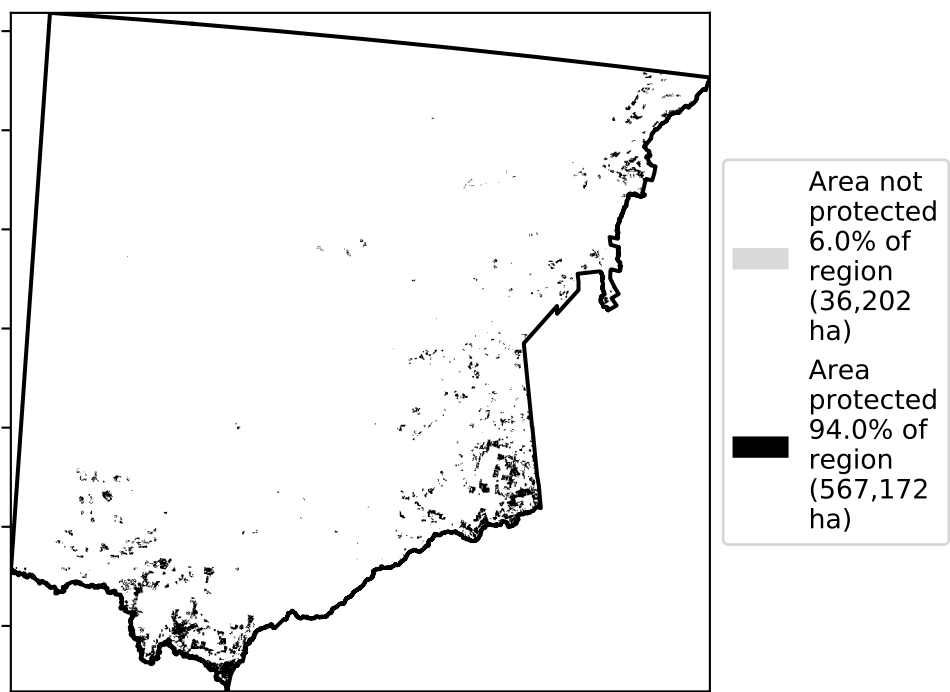 Area not
protected
6.0% of
region
(36,202
ha)
Area
protected
94.0% of
region
(567,172
ha)